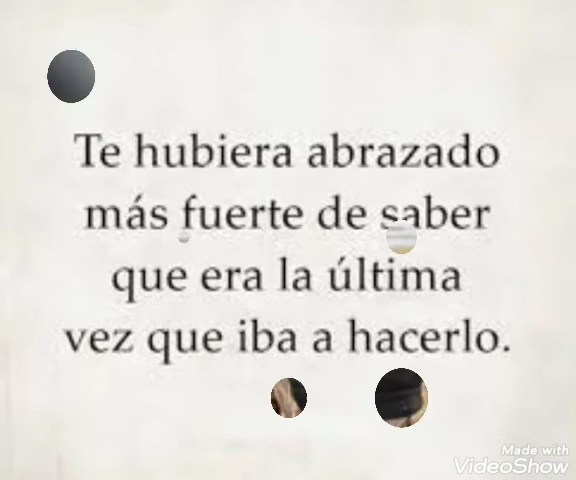 Te hubiera abrazado
más fuerte de saber
que era la última
vez que iba a hacerlo.
Made with
VideoShow